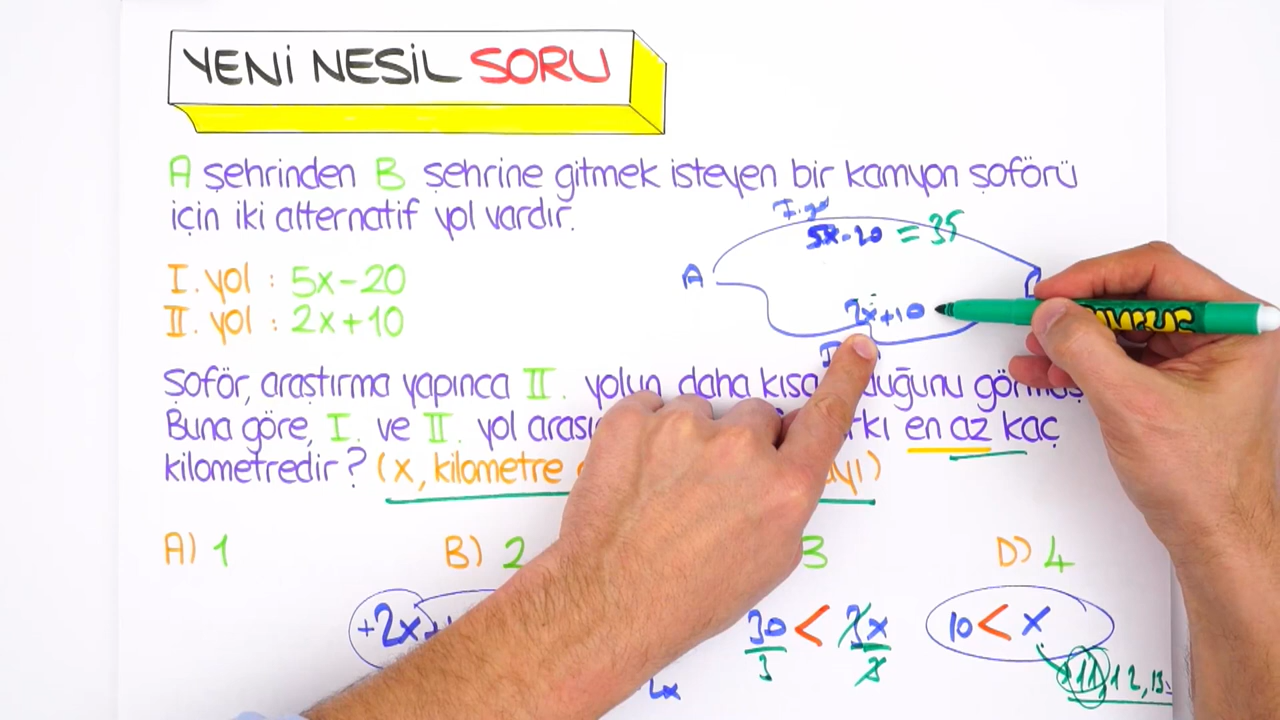 YENİ NESİL SORU
A şehrinden B şehrine gitmek isteyen bir kamyon şoförü
için iki alternatif yol vardır.
I. yol
5x-20 = 35
A
I. yol : 5x-20
2x+10
II. yol : 2x+10
Şoför, araştırma yapınca II. yolun daha kısa görmüş
Buna göre, I. ve II. yol en az kaç
kilometredir? (x, kilometre
A) 1 B) 2 3 D) 4
+2x+
30 < 3x
3
10 < x
11, 12, 13
2x